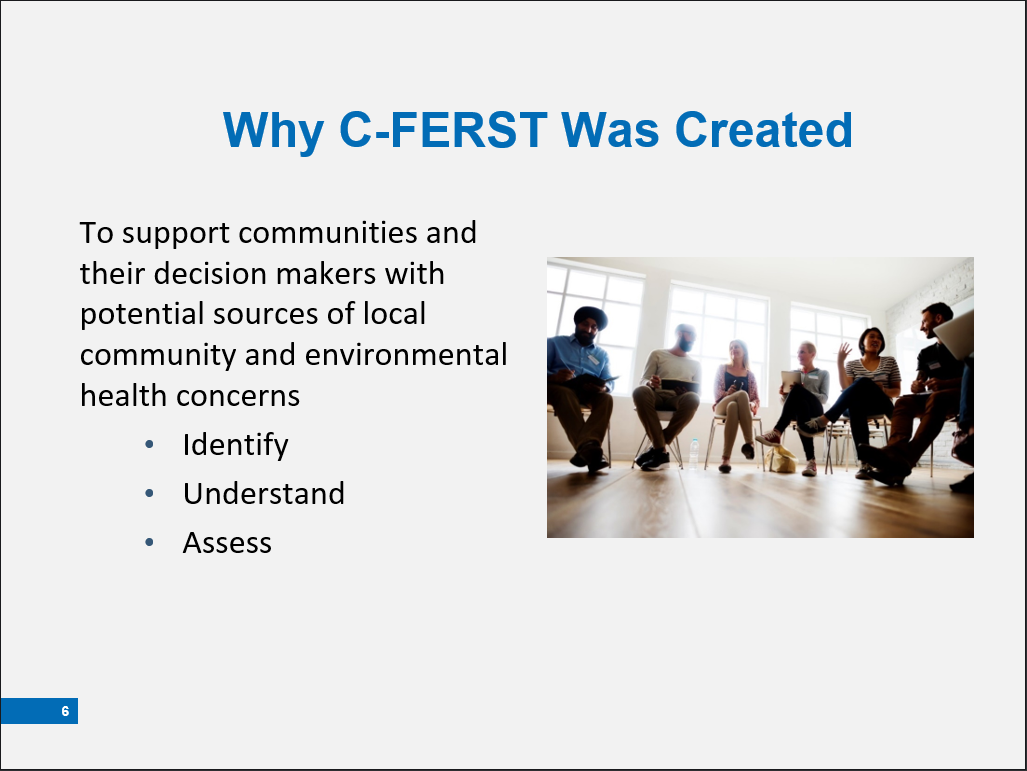 Why C-FERST Was Created
To support communities and
their decision makers with
potential sources of local
community and environmental
health concerns
• Identify
• Understand
• Assess
6